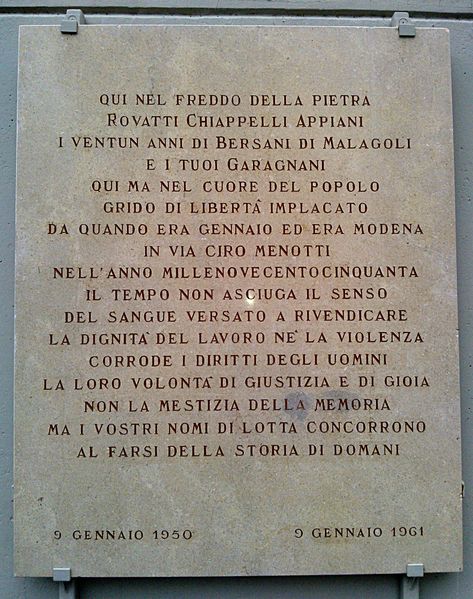 QUI NEL FREDDO DELLA PIETRA
ROVATTI CHIAPPELLI APPIANI
I VENTUN ANNI DI BERSANI DI MALAGOLI
E I TUOI GARAGNANI
QUI MA NEL CUORE DEL POPOLO
GRIDO DI LIBERTÀ IMPLACATO
DA QUANDO ERA GENNAIO ED ERA MODENA
IN VIA CIRO MENOTTI
NELL'ANNO MILLENOVECENTOCINQUANTA
IL TEMPO NON ASCIUGA IL SENSO
DEL SANGUE VERSATO A RIVENDICARE
LA DIGNITÀ DEL LAVORO NE' LA VIOLENZA
CORRODE I DIRITTI DEGLI UOMINI
LA LORO VOLONTÀ DI GIUSTIZIA E DI GIOIA
NON LA MESTIZIA DELLA MEMORIA
MA I VOSTRI NOMI DI LOTTA CONCORRONO
AL FARSI DELLA STORIA DI DOMANI
9 GENNAIO 1950 9 GENNAIO 1961